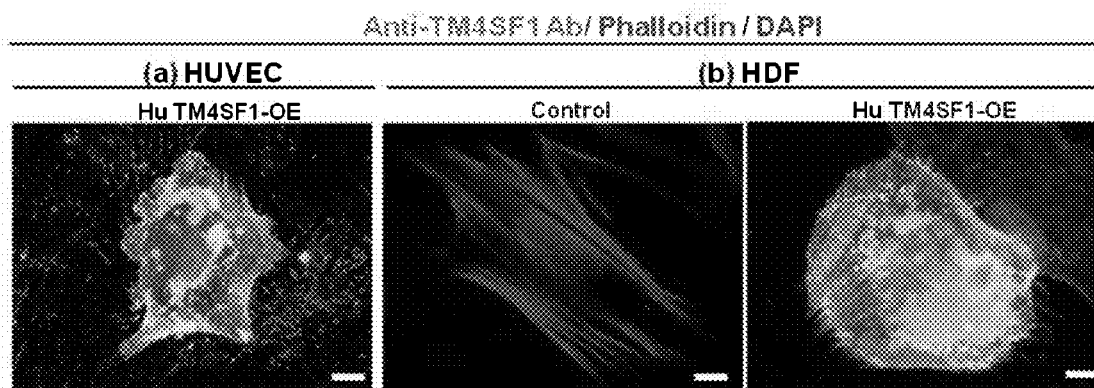 Anti-TM4SF1 Ab/ Phalloidin / DAPI
(a) HUVEC
(b) HDF
Hu TM4SF1-OE
Control
Hu TM4SF1-OE